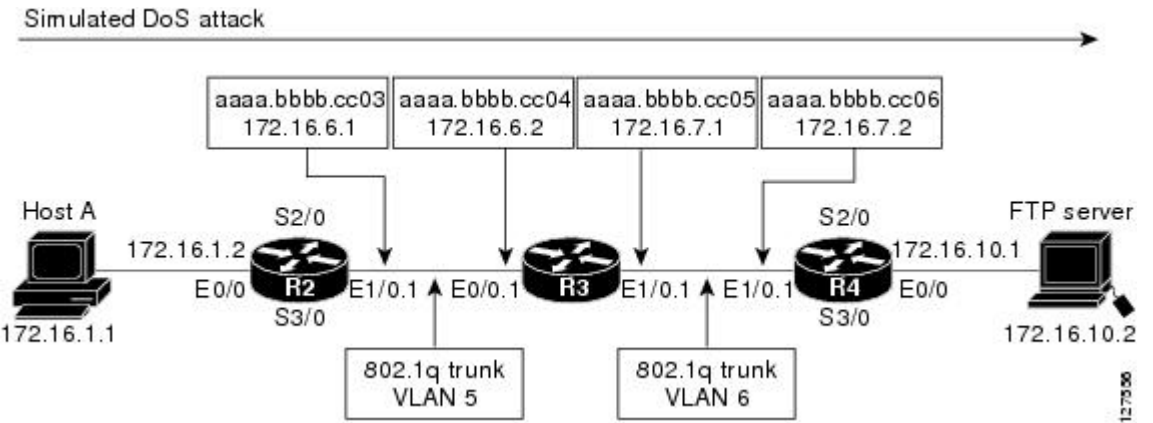 Simulated DoS attack
aaaa.bbbb.cc03
172.16.6.1
aaaa.bbbb.cc04
172.16.6.2
aaaa.bbbb.cc05
172.16.7.1
aaaa.bbbb.cc06
172.16.7.2
Host A
172.16.1.1
172.16.1.2
E0/0
S2/0
R2
S3/0
E1/0.1
E0/0.1
R3
E1/0.1
E1/0.1
S2/0
R4
S3/0
172.16.10.1
E0/0
FTP server
172.16.10.2
802.1q trunk
VLAN 5
802.1q trunk
VLAN 6
127556